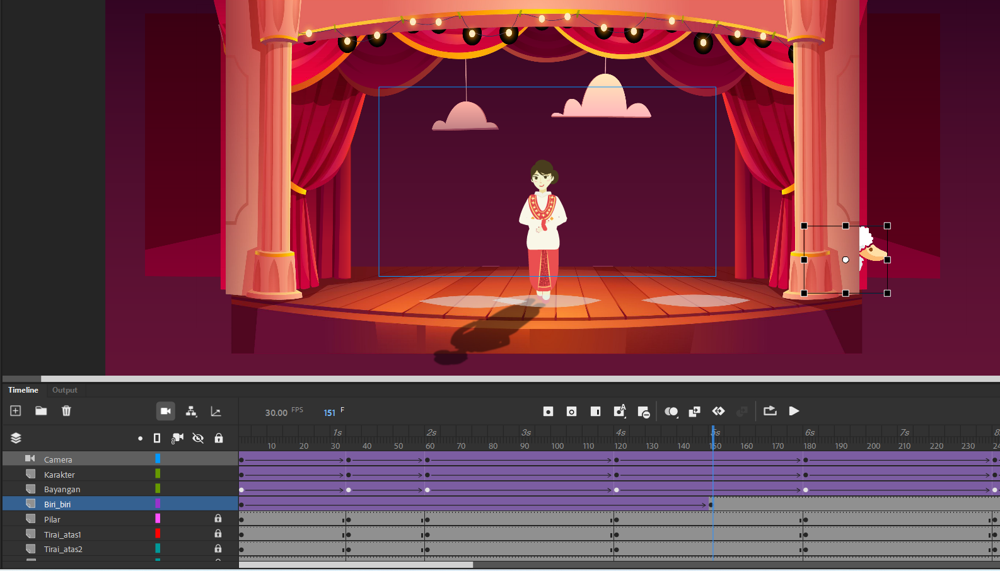 Timeline Output
30.00 FPS 151 F
1s 2s 3s 4s 5s 6s 7s 8s
10 20 30 40 50 60 70 80 90 100 110 120 130 140 150 160 170 180 190 200 210 220 230 24
Camera
Karakter
Bayangan
Biri_biri
Pilar
Tirai_atas1
Tirai_atas2